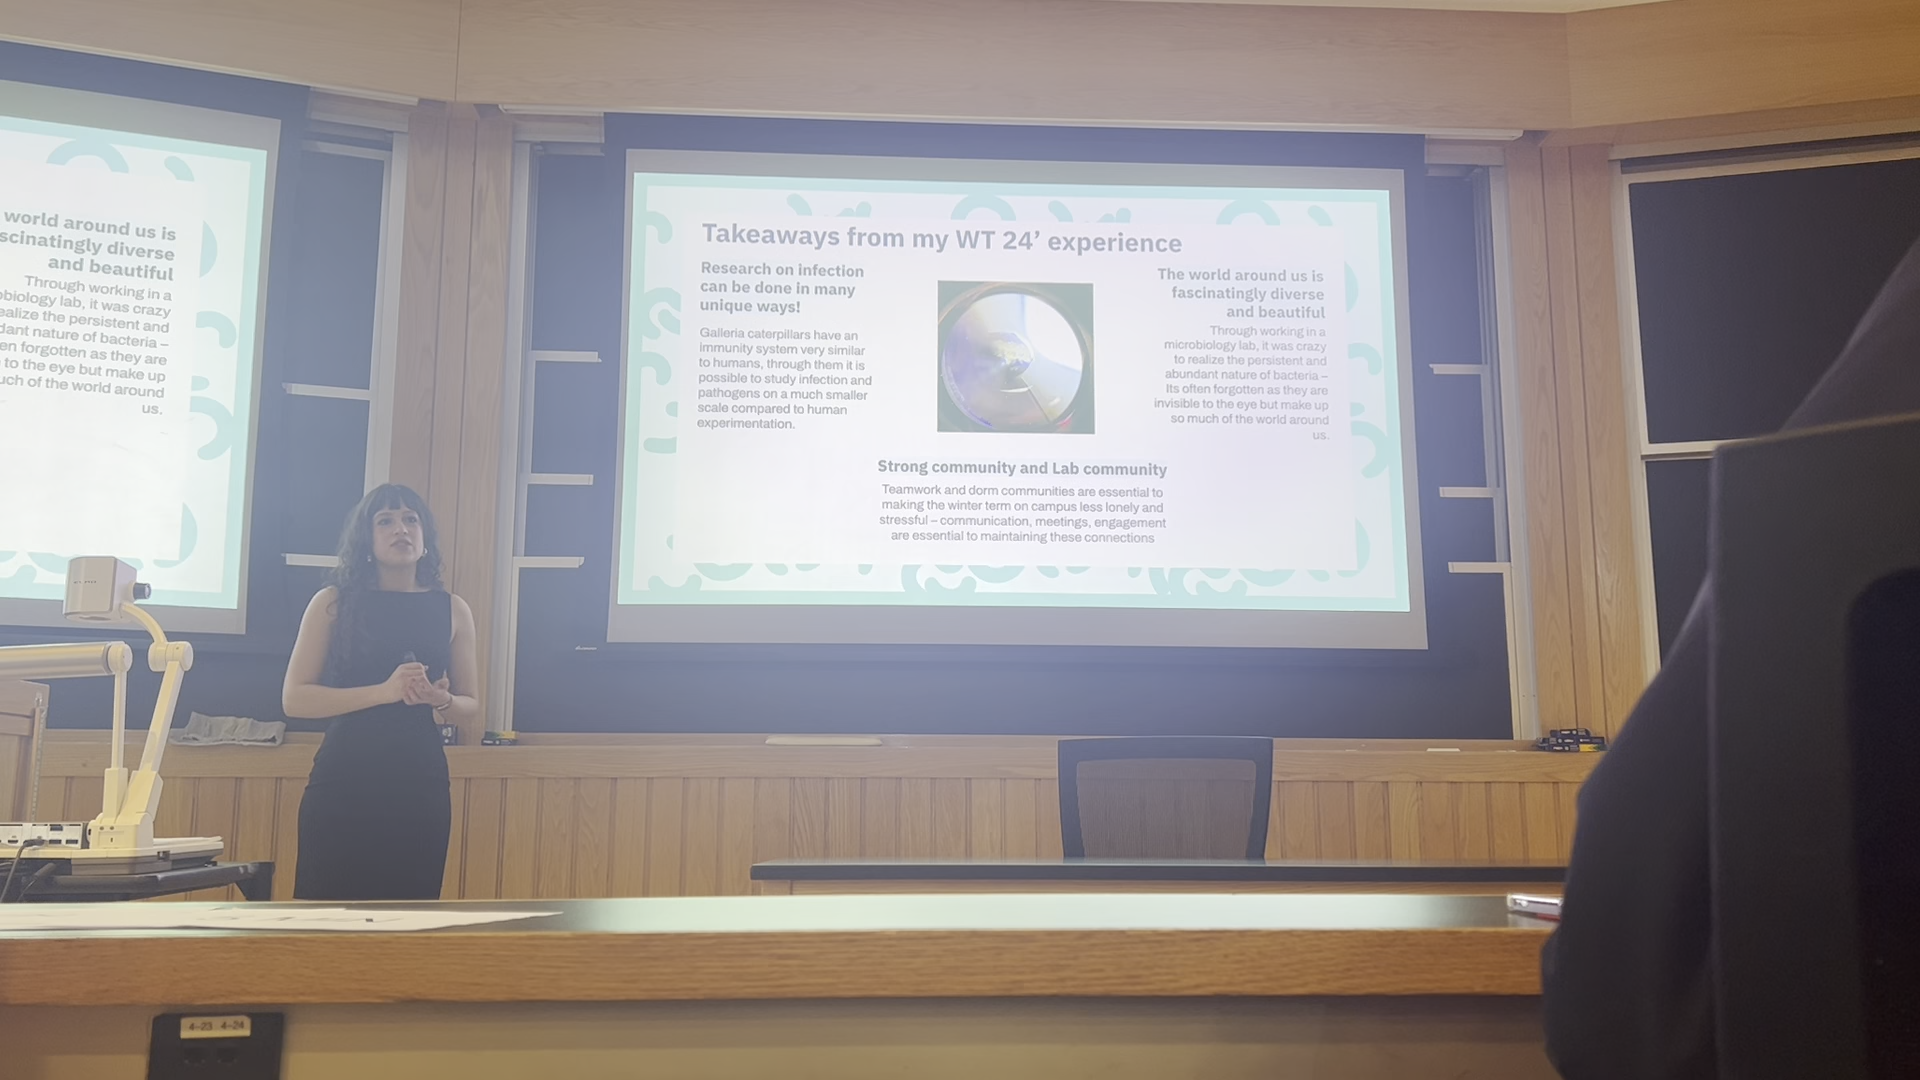 world around us is
scinatingly diverse
and beautiful
Through working in a
obiology lab, it was crazy
ealize the persistent and
dant nature of bacteria –
en forgotten as they are
to the eye but make up
uch of the world around
us.
Takeaways from my WT 24’ experience
Research on infection
can be done in many
unique ways!
Galleria caterpillars have an
immunity system very similar
to humans, through them it is
possible to study infection and
pathogens on a much smaller
scale compared to human
experimentation.
The world around us is
fascinatingly diverse
and beautiful
Through working in a
microbiology lab, it was crazy
to realize the persistent and
abundant nature of bacteria –
Its often forgotten as they are
invisible to the eye but make up
so much of the world around
us.
Strong community and Lab community
Teamwork and dorm communities are essential to
making the winter term on campus less lonely and
stressful – communication, meetings, engagement
are essential to maintaining these connections
4-23 4-24